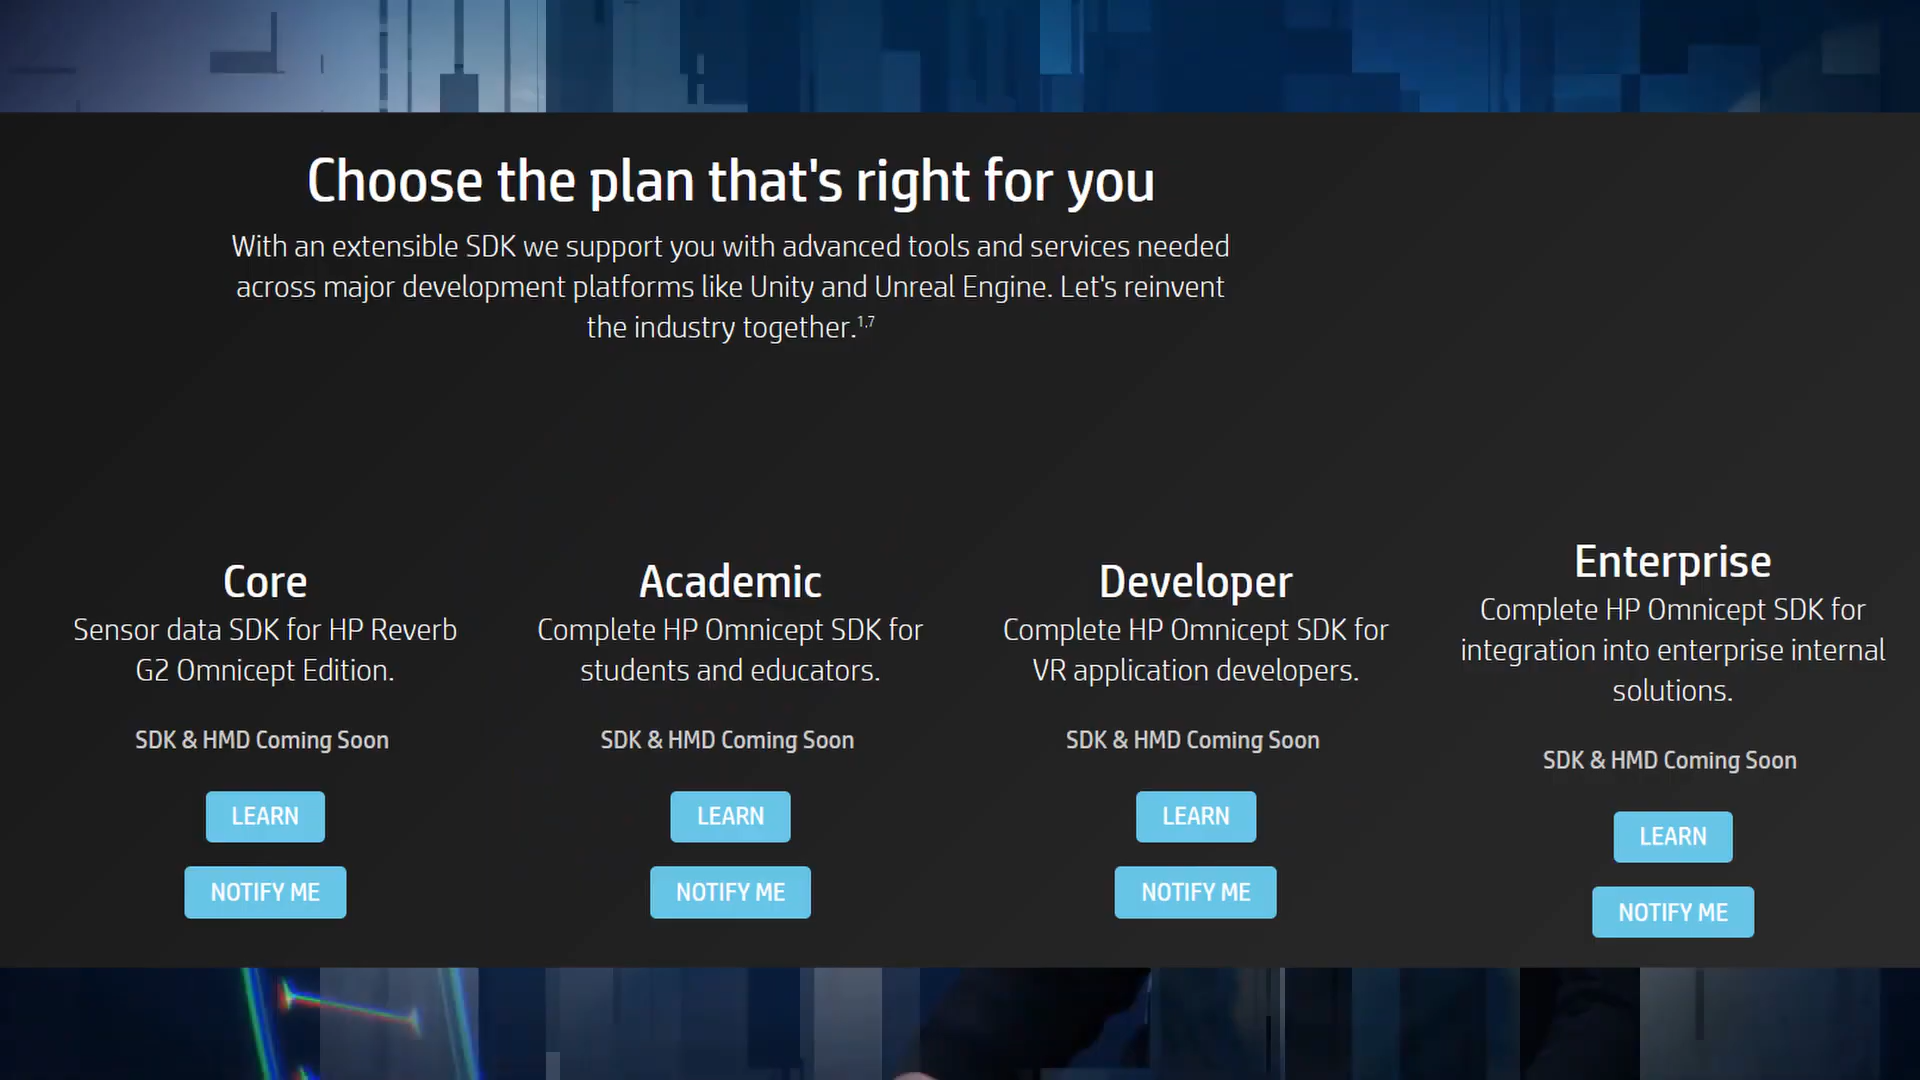 Choose the plan that's right for you
With an extensible SDK we support you with advanced tools and services needed
across major development platforms like Unity and Unreal Engine. Let's reinvent
the industry together.1,7
Core
Sensor data SDK for HP Reverb
G2 Omnicept Edition.
SDK & HMD Coming Soon
LEARN
NOTIFY ME
Academic
Complete HP Omnicept SDK for
students and educators.
SDK & HMD Coming Soon
LEARN
NOTIFY ME
Developer
Complete HP Omnicept SDK for
VR application developers.
SDK & HMD Coming Soon
LEARN
NOTIFY ME
Enterprise
Complete HP Omnicept SDK for
integration into enterprise internal
solutions.
SDK & HMD Coming Soon
LEARN
NOTIFY ME